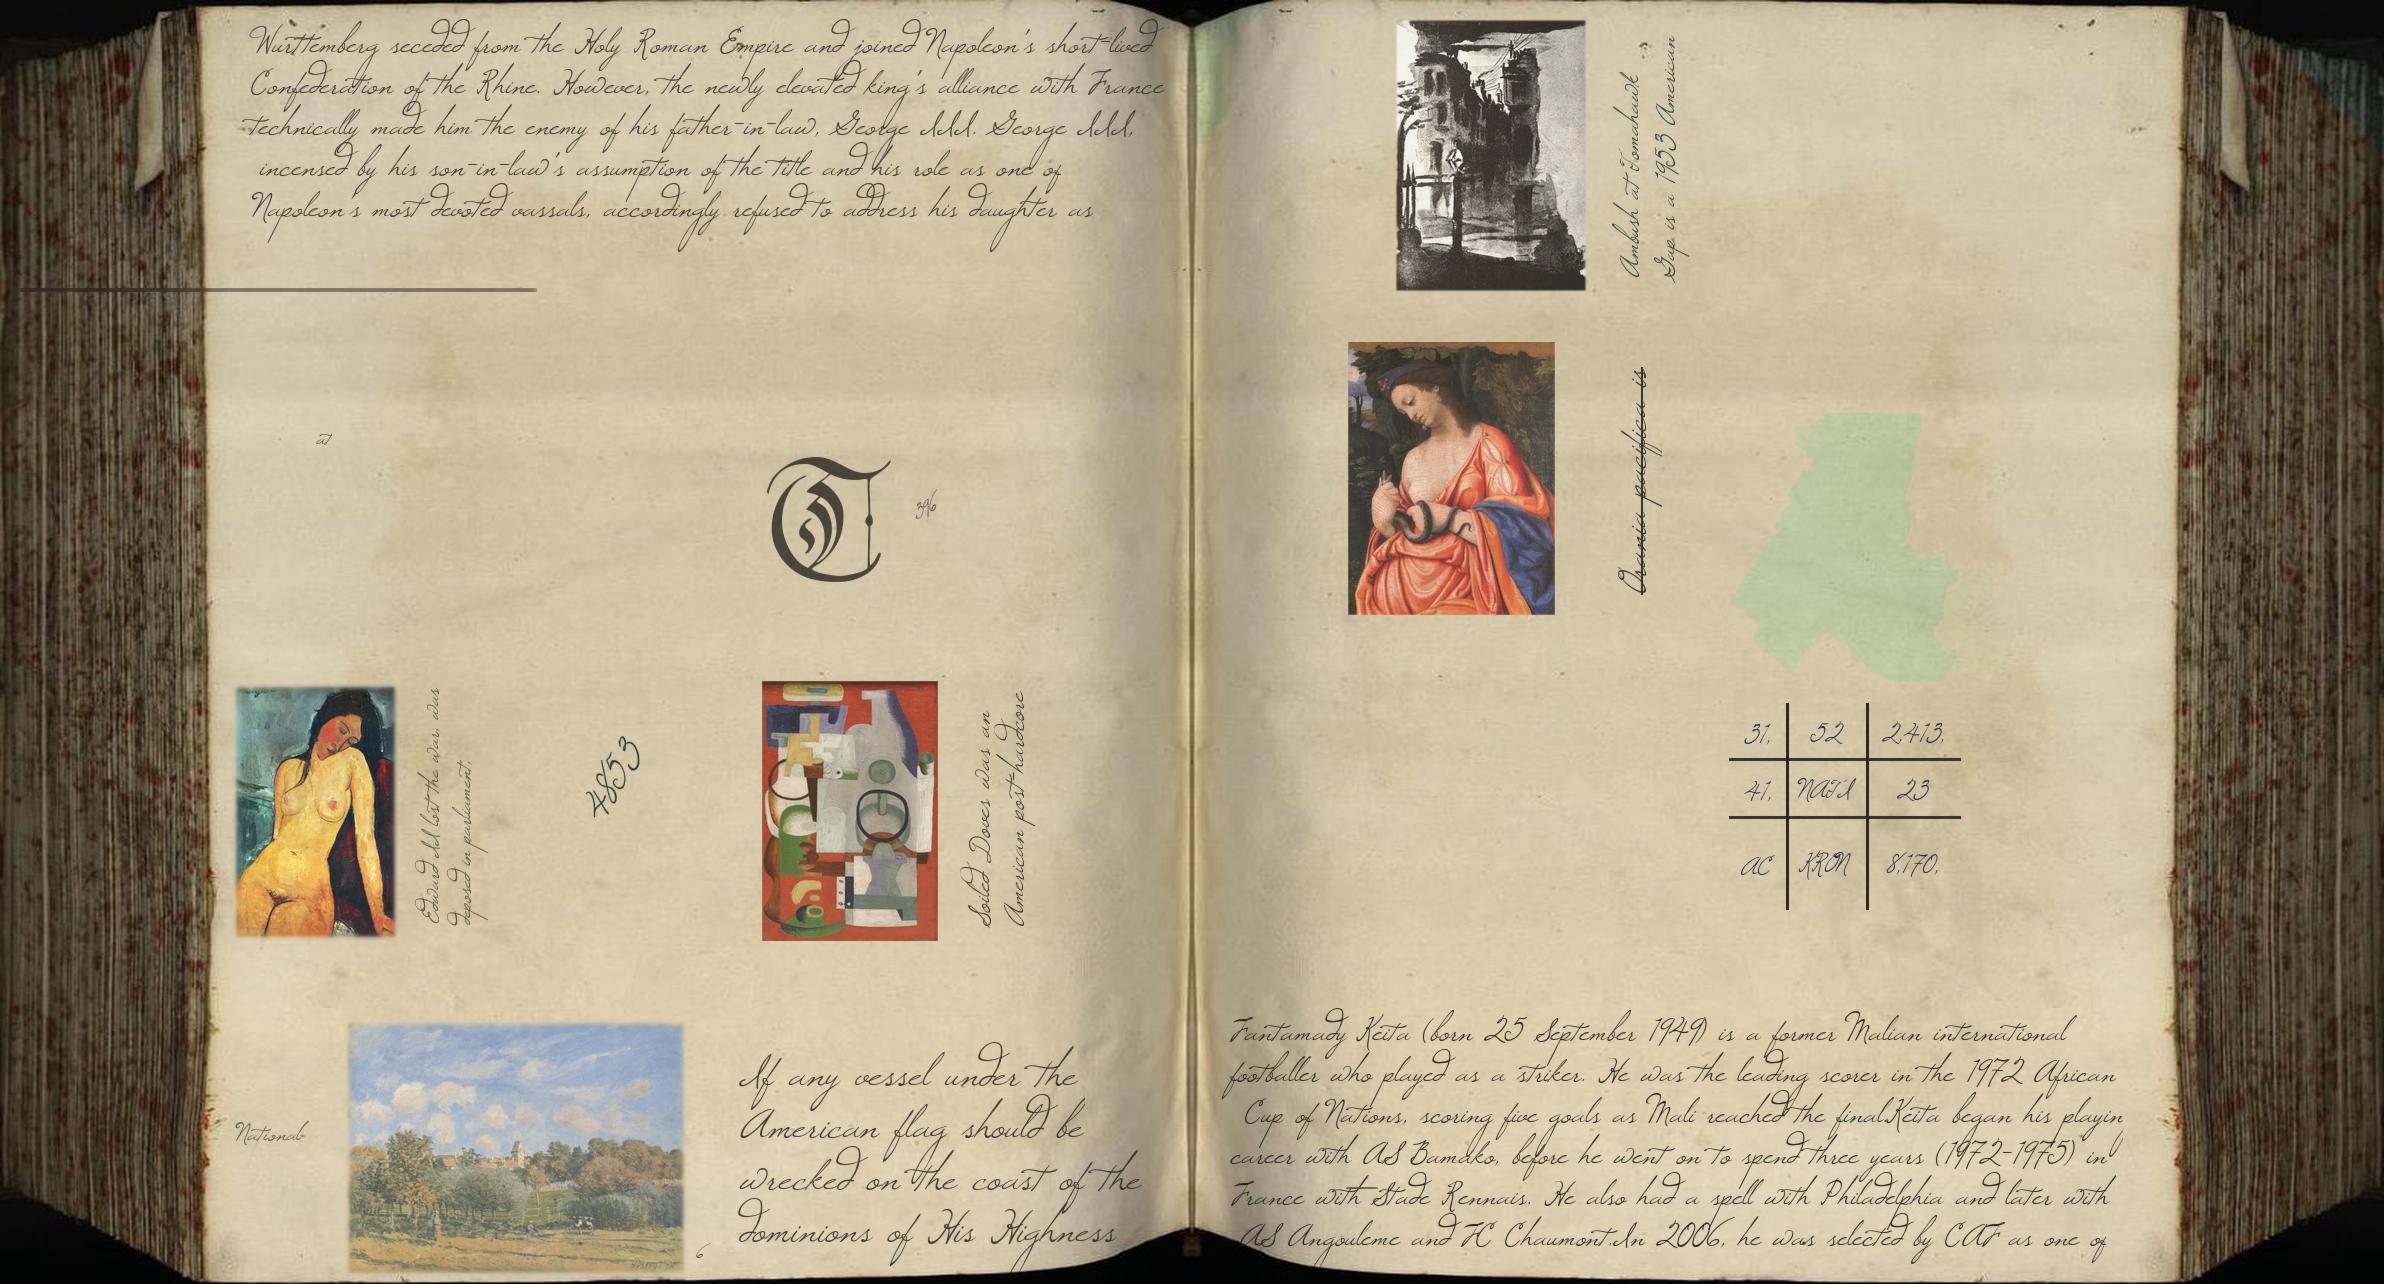 Wurttemberg seceded from the Holy Roman Empire and joined Napoleon's short-lived
Confederation of the Rhine. However, the newly elevated king's alliance with France
technically made him the enemy of his father-in-law, George III. George III,
incensed by his son-in-law's assumption of the title and his role as one of
Napoleon's most devoted vassals, accordingly refused to address his daughter as
at
T
396
Edward III lost the war, was
deposed in parliament,
4853
Soiled Doves was an
American post-hardcore
National
6
If any vessel under the
American flag should be
wrecked on the coast of the
dominions of His Highness
Ambush at Tomahawk
Gap is a 1953 American
Osunia pacifica is
31, 52 2,413,
41, NATI 23
AC KRON 8,170,
Fantamady Keita (born 25 September 1949) is a former Malian international
footballer who played as a striker. He was the leading scorer in the 1972 African
Cup of Nations, scoring five goals as Mali reached the final.Keita began his playin
career with AS Bamako, before he went on to spend three years (1972-1975) in
France with Stade Rennais. He also had a spell with Philadelphia and later with
AS Angouleme and FC Chaumont.In 2006, he was selected by CAF as one of